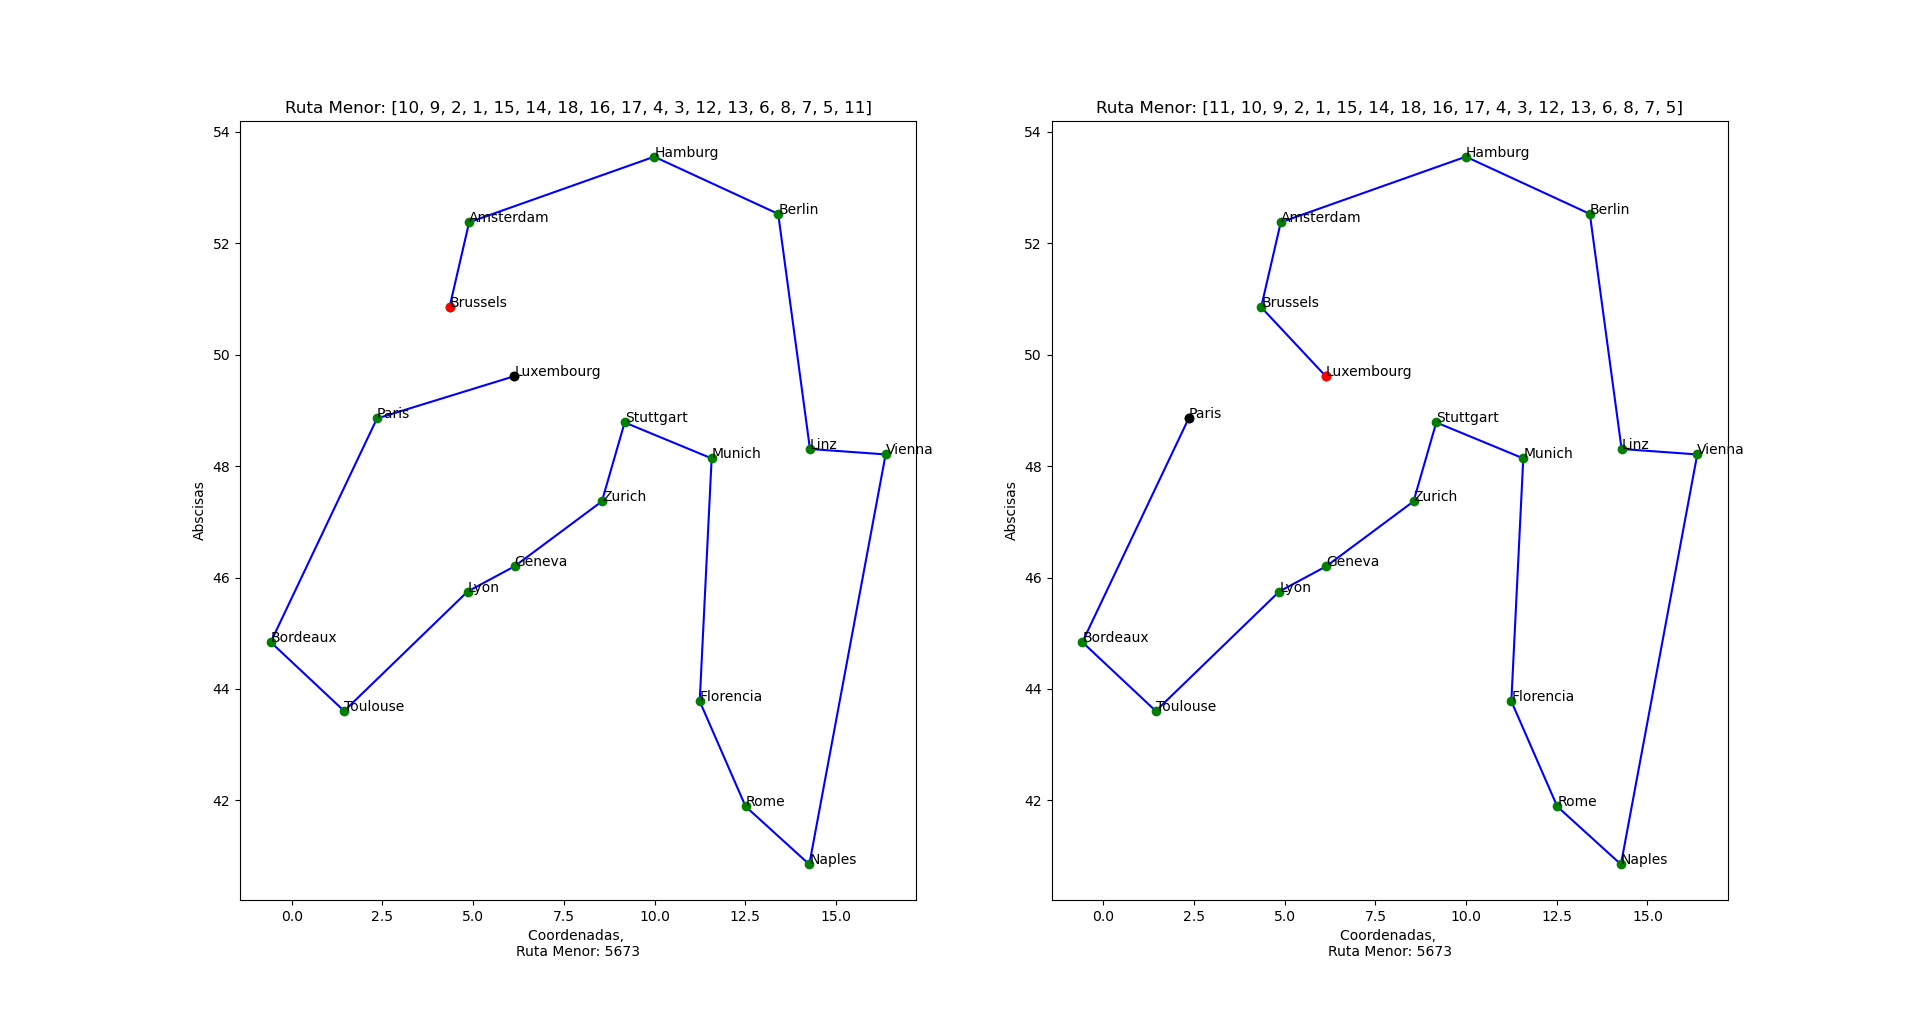 Ruta Menor: [10, 9, 2, 1, 15, 14, 18, 16, 17, 4, 3, 12, 13, 6, 8, 7, 5, 11]
54
52
50
48
46
44
42
Abscisas
Hamburg
Berlin
Amsterdam
Brussels
Luxembourg
Paris
Stuttgart
Linz
Vienna
Munich
Zurich
Geneva
Lyon
Bordeaux
Toulouse
Florencia
Rome
Naples
0.0 2.5 5.0 7.5 10.0 12.5 15.0
Coordenadas,
Ruta Menor: 5673
Ruta Menor: [11, 10, 9, 2, 1, 15, 14, 18, 16, 17, 4, 3, 12, 13, 6, 8, 7, 5]
54
52
50
48
46
44
42
Abscisas
Hamburg
Berlin
Amsterdam
Brussels
Luxembourg
Paris
Stuttgart
Linz
Vienna
Munich
Zurich
Geneva
Lyon
Bordeaux
Toulouse
Florencia
Rome
Naples
0.0 2.5 5.0 7.5 10.0 12.5 15.0
Coordenadas,
Ruta Menor: 5673